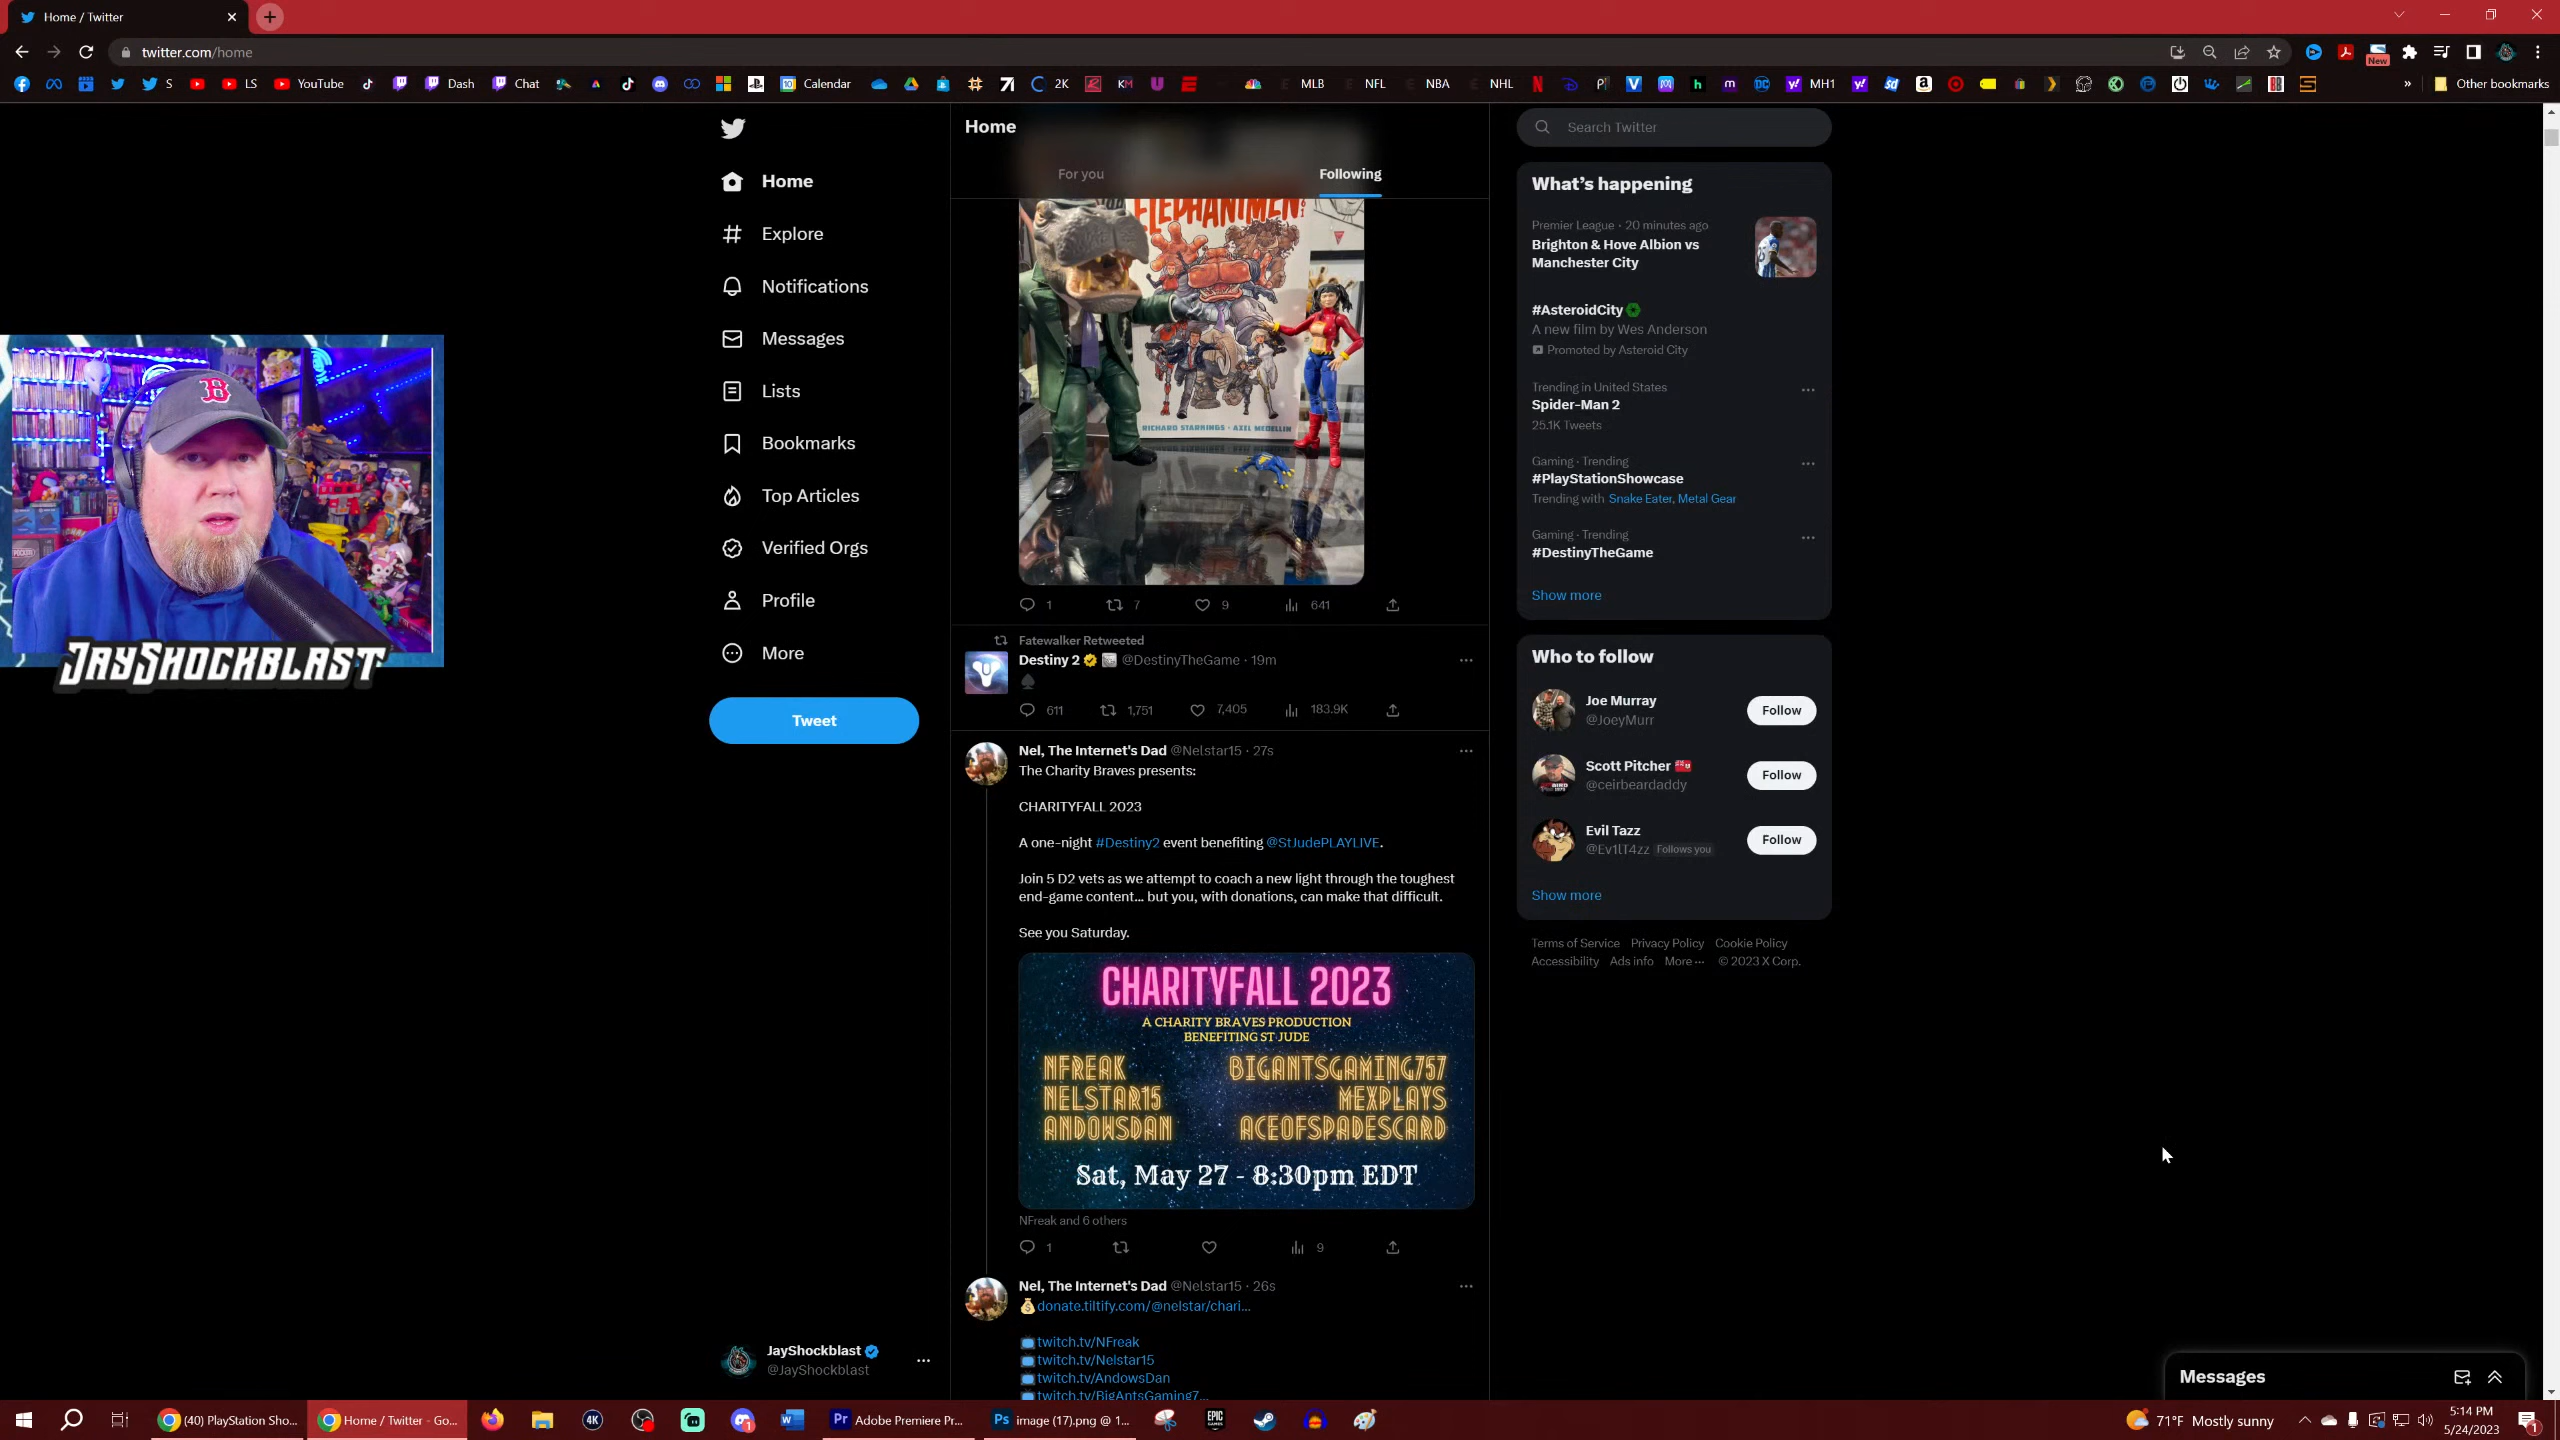 Home / Twitter
twitter.com/home
New
S
LS
YouTube
Dash
Chat
Calendar
2K
KM
MLB
NFL
NBA
NHL
MH1
Other bookmarks
Home
Explore
Notifications
Messages
Lists
Bookmarks
Top Articles
Verified Orgs
Profile
More
Tweet
JayShockblast
@JayShockblast
JAYSHOCKBLAST
Home
For you
Following
ELEPHANTMEN
RICHARD STARKINGS · AXEL MEDELLIN
1
7
9
641
Fatewalker Retweeted
Destiny 2 @DestinyTheGame · 19m
♠
611
1,751
7,405
183.9K
Nel, The Internet's Dad @Nelstar15 · 27s
The Charity Braves presents:
CHARITYFALL 2023
A one-night #Destiny2 event benefiting @StJudePLAYLIVE.
Join 5 D2 vets as we attempt to coach a new light through the toughest
end-game content... but you, with donations, can make that difficult.
See you Saturday.
CHARITYFALL 2023
A CHARITY BRAVES PRODUCTION
BENEFITING ST JUDE
NFREAK
BIGANTSGAMING757
NELSTAR15
MEXPLAYS
ANDOWSDAN
ACEOFSPADESCARD
Sat, May 27 - 8:30pm EDT
NFreak and 6 others
1
9
Nel, The Internet's Dad @Nelstar15 · 26s
donate.tiltify.com/@nelstar/chari...
twitch.tv/NFreak
twitch.tv/Nelstar15
twitch.tv/AndowsDan
twitch.tv/BigAntsGaming7...
Search Twitter
What's happening
Premier League · 20 minutes ago
Brighton & Hove Albion vs
Manchester City
#AsteroidCity
A new film by Wes Anderson
Promoted by Asteroid City
Trending in United States
Spider-Man 2
25.1K Tweets
Gaming · Trending
#PlayStationShowcase
Trending with Snake Eater, Metal Gear
Gaming · Trending
#DestinyTheGame
Show more
Who to follow
Joe Murray
@JoeyMurr
Follow
Scott Pitcher
@ceirbeardaddy
Follow
Evil Tazz
@Ev1lT4zz Follows you
Follow
Show more
Terms of Service Privacy Policy Cookie Policy
Accessibility Ads info More ··· © 2023 X Corp.
Messages
(40) PlayStation Sho...
Home / Twitter - Go...
Adobe Premiere Pr...
image (17).png @ 1...
71°F Mostly sunny
5:14 PM
5/24/2023